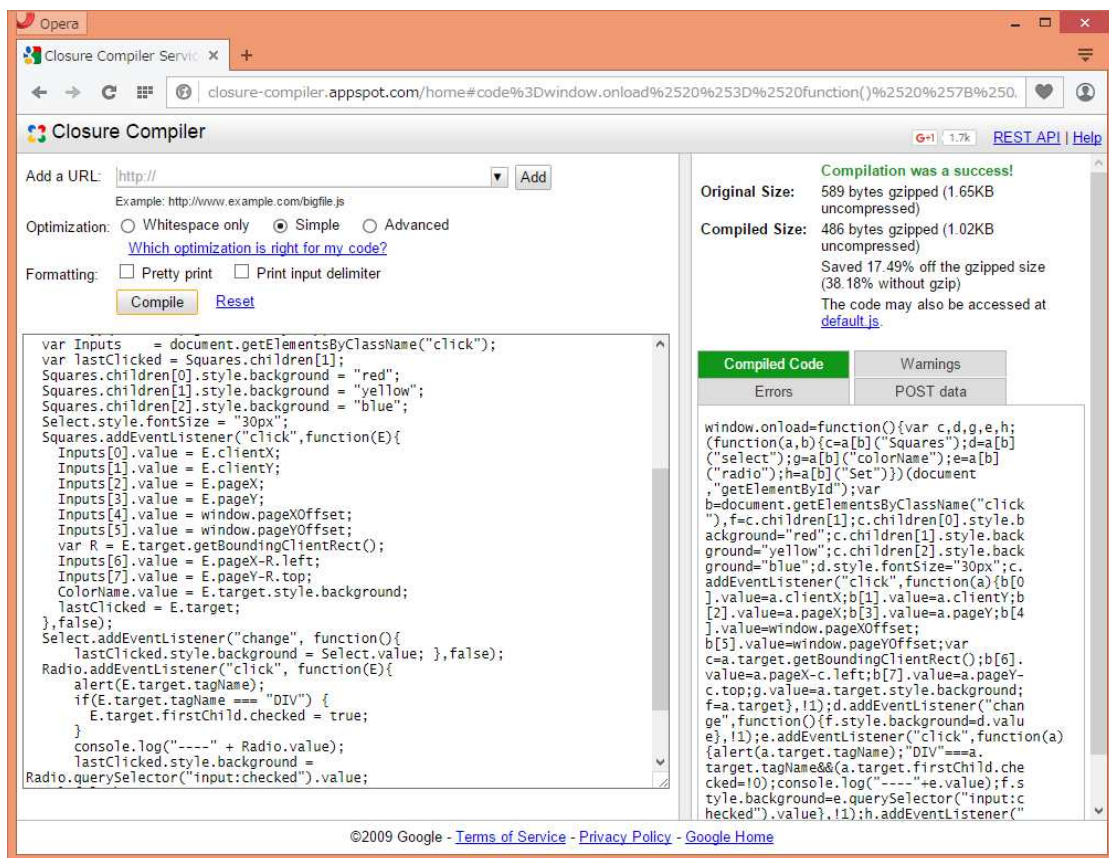 Opera
Closure Compiler Servic
closure-compiler.appspot.com/home#code%3Dwindow.onload%2520%253D%2520function()%2520%257B%250.
Closure Compiler
G+1 1.7k REST API | Help
Add a URL: http:// Add
Example: http://www.example.com/bigfile.js
Optimization: Whitespace only Simple Advanced
Which optimization is right for my code?
Formatting: Pretty print Print input delimiter
Compile Reset
var Inputs    = document.getElementsByClassName("click");
var lastClicked = Squares.children[1];
Squares.children[0].style.background = "red";
Squares.children[1].style.background = "yellow";
Squares.children[2].style.background = "blue";
Select.style.fontSize = "30px";
Squares.addEventListener("click",function(E){
Inputs[0].value = E.clientX;
Inputs[1].value = E.clientY;
Inputs[2].value = E.pageX;
Inputs[3].value = E.pageY;
Inputs[4].value = window.pageXOffset;
Inputs[5].value = window.pageYOffset;
var R = E.target.getBoundingClientRect();
Inputs[6].value = E.pageX-R.left;
Inputs[7].value = E.pageY-R.top;
ColorName.value = E.target.style.background;
lastClicked = E.target;
},false);
Select.addEventListener("change", function(){
lastClicked.style.background = Select.value; },false);
Radio.addEventListener("click", function(E){
alert(E.target.tagName);
if(E.target.tagName === "DIV") {
E.target.firstChild.checked = true;
}
console.log("----" + Radio.value);
lastClicked.style.background =
Radio.querySelector("input:checked").value;
Compilation was a success!
Original Size: 589 bytes gzipped (1.65KB
uncompressed)
Compiled Size: 486 bytes gzipped (1.02KB
uncompressed)
Saved 17.49% off the gzipped size
(38.18% without gzip)
The code may also be accessed at
default.js.
Compiled Code Warnings
Errors POST data
window.onload=function(){var c,d,g,e,h;
(function(a,b){c=a[b]("Squares");d=a[b]
("select");g=a[b]("colorName");e=a[b]
("radio");h=a[b]("Set")})(document
,"getElementById");var
b=document.getElementsByClassName("click
"),f=c.children[1];c.children[0].style.b
ackground="red";c.children[1].style.back
ground="yellow";c.children[2].style.back
ground="blue";d.style.fontSize="30px";c.
addEventListener("click",function(a){b[0
].value=a.clientX;b[1].value=a.clientY;b
[2].value=a.pageX;b[3].value=a.pageY;b[4
].value=window.pageXOffset;
b[5].value=window.pageYOffset;var
c=a.target.getBoundingClientRect();b[6].
value=a.pageX-c.left;b[7].value=a.pageY-
c.top;g.value=a.target.style.background;
f=a.target},!1);d.addEventListener("chan
ge",function(){f.style.background=d.valu
e},!1);e.addEventListener("click",function(a)
{alert(a.target.tagName);"DIV"===a.
target.tagName&&(a.target.firstChild.che
cked=!0);console.log("----"+e.value);f.s
tyle.background=e.querySelector("input:c
hecked").value},!1);h.addEventListener("
©2009 Google - Terms of Service - Privacy Policy - Google Home